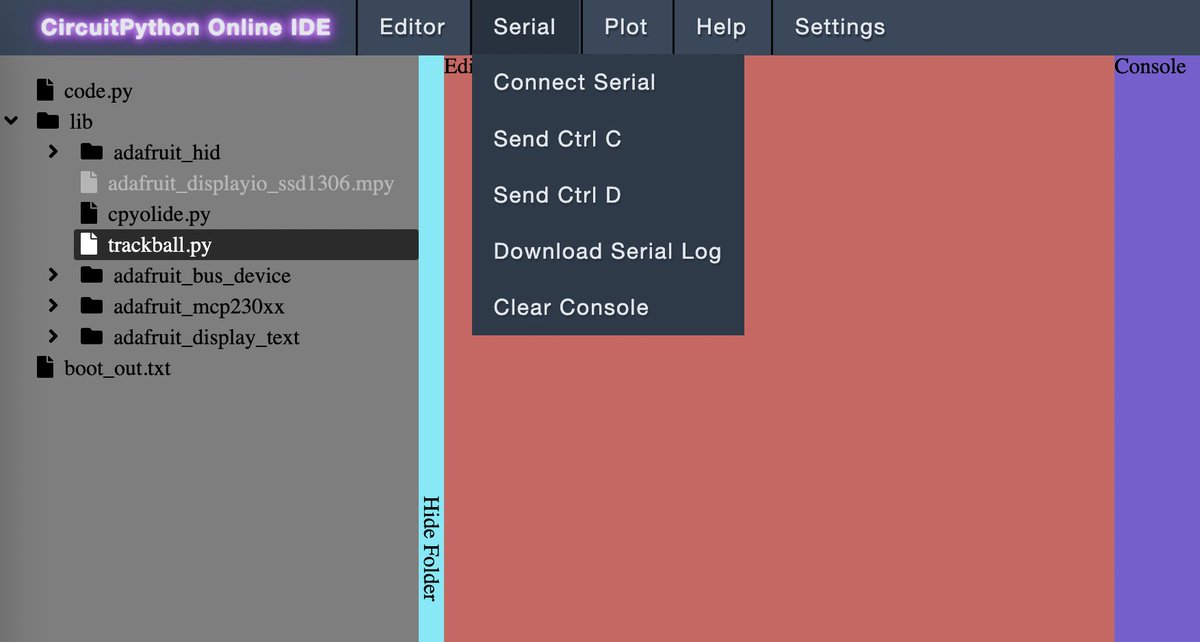 CircuitPython Online IDE
Editor
Serial
Plot
Help
Settings
code.py
lib
adafruit_hid
adafruit_displayio_ssd1306.mpy
cpyolide.py
trackball.py
adafruit_bus_device
adafruit_mcp230xx
adafruit_display_text
boot_out.txt
Hide Folder
Edi
Connect Serial
Send Ctrl C
Send Ctrl D
Download Serial Log
Clear Console
Console